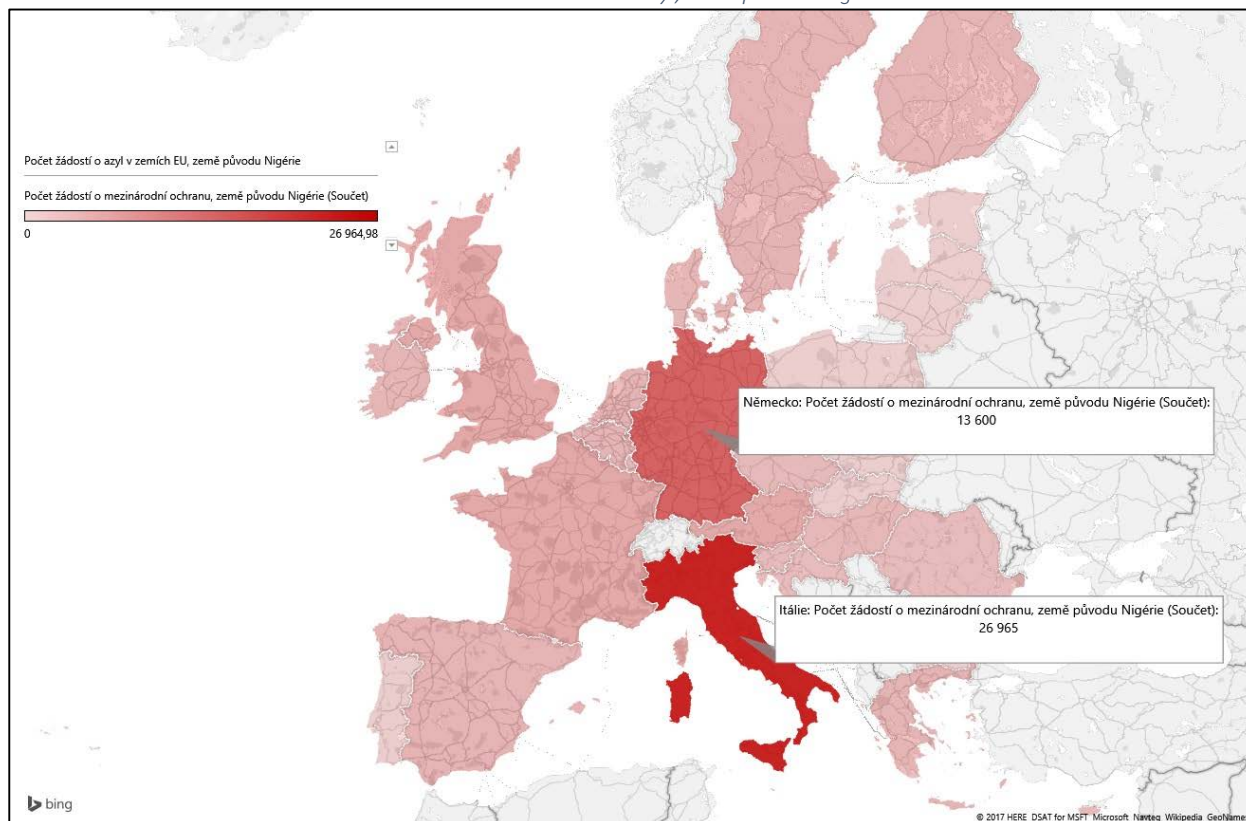 Počet žádostí o azyl v zemích EU, země původu Nigérie
Počet žádostí o mezinárodní ochranu, země původu Nigérie (Součet)
0 26 964,98
Německo: Počet žádostí o mezinárodní ochranu, země původu Nigérie (Součet):
13 600
Itálie: Počet žádostí o mezinárodní ochranu, země původu Nigérie (Součet):
26 965
bing
© 2017 HERE DSAT for MSFT Microsoft Navteq Wikipedia GeoNames